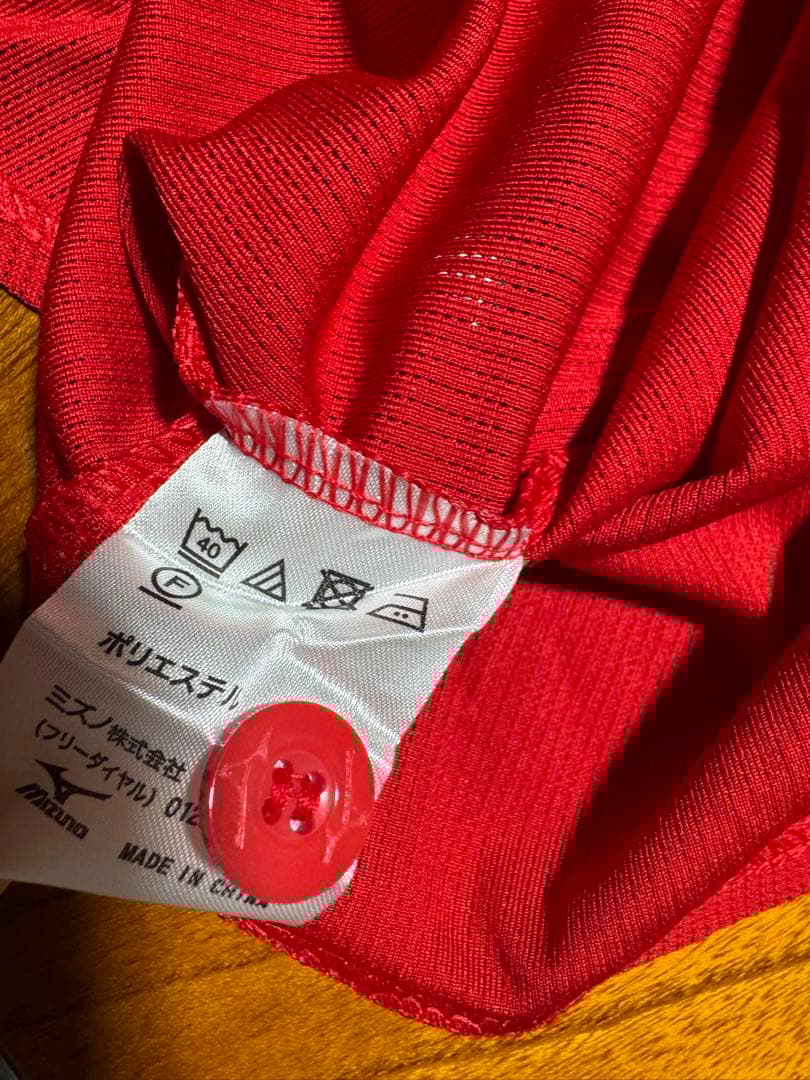 40
F
ポリエステル
ミズノ株式会社
(フリーダイヤル) 012
MIZUNO
MADE IN CHINA